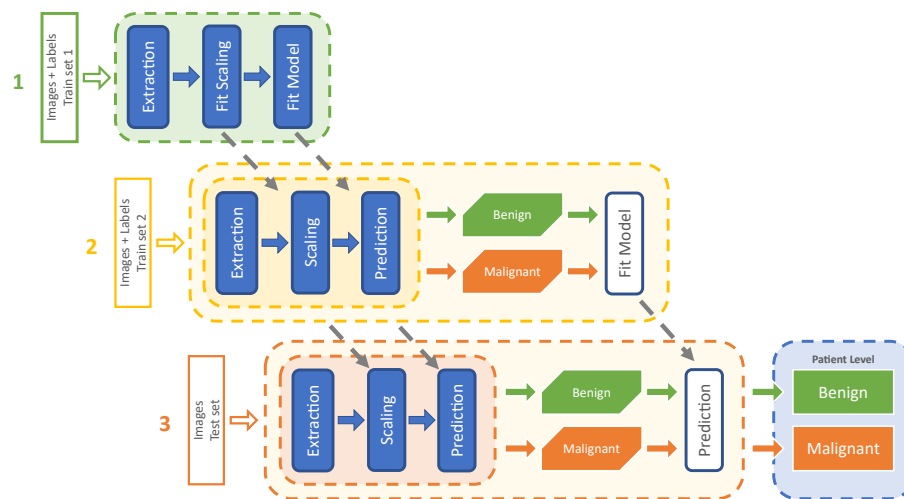 1
Images + Labels
Train set 1
Extraction
Fit Scaling
Fit Model
2
Images + Labels
Train set 2
Extraction
Scaling
Prediction
Benign
Malignant
Fit Model
3
Images
Test set
Extraction
Scaling
Prediction
Benign
Malignant
Prediction
Patient Level
Benign
Malignant